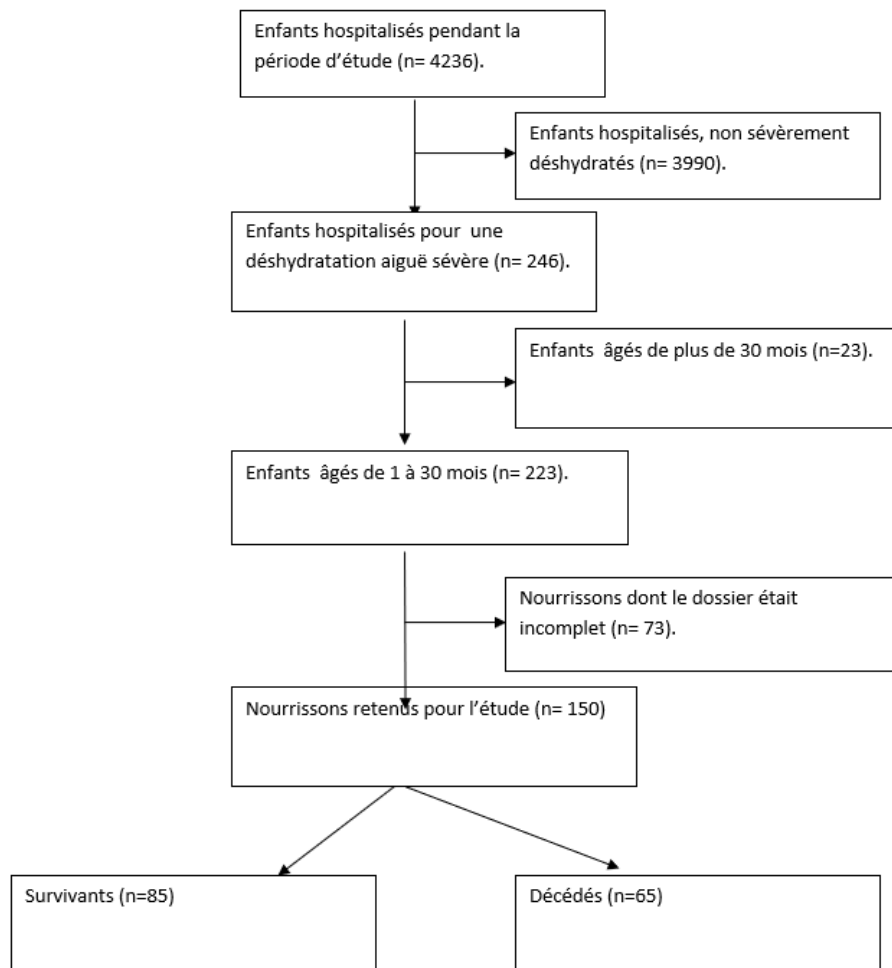 Enfants hospitalisés pendant la
période d’étude (n= 4236).
Enfants hospitalisés, non sévèrement
déshydratés (n= 3990).
Enfants hospitalisés pour une
déshydratation aiguë sévère (n= 246).
Enfants âgés de plus de 30 mois (n=23).
Enfants âgés de 1 à 30 mois (n= 223).
Nourrissons dont le dossier était
incomplet (n= 73).
Nourrissons retenus pour l’étude (n= 150)
Survivants (n=85)
Décédés (n=65)